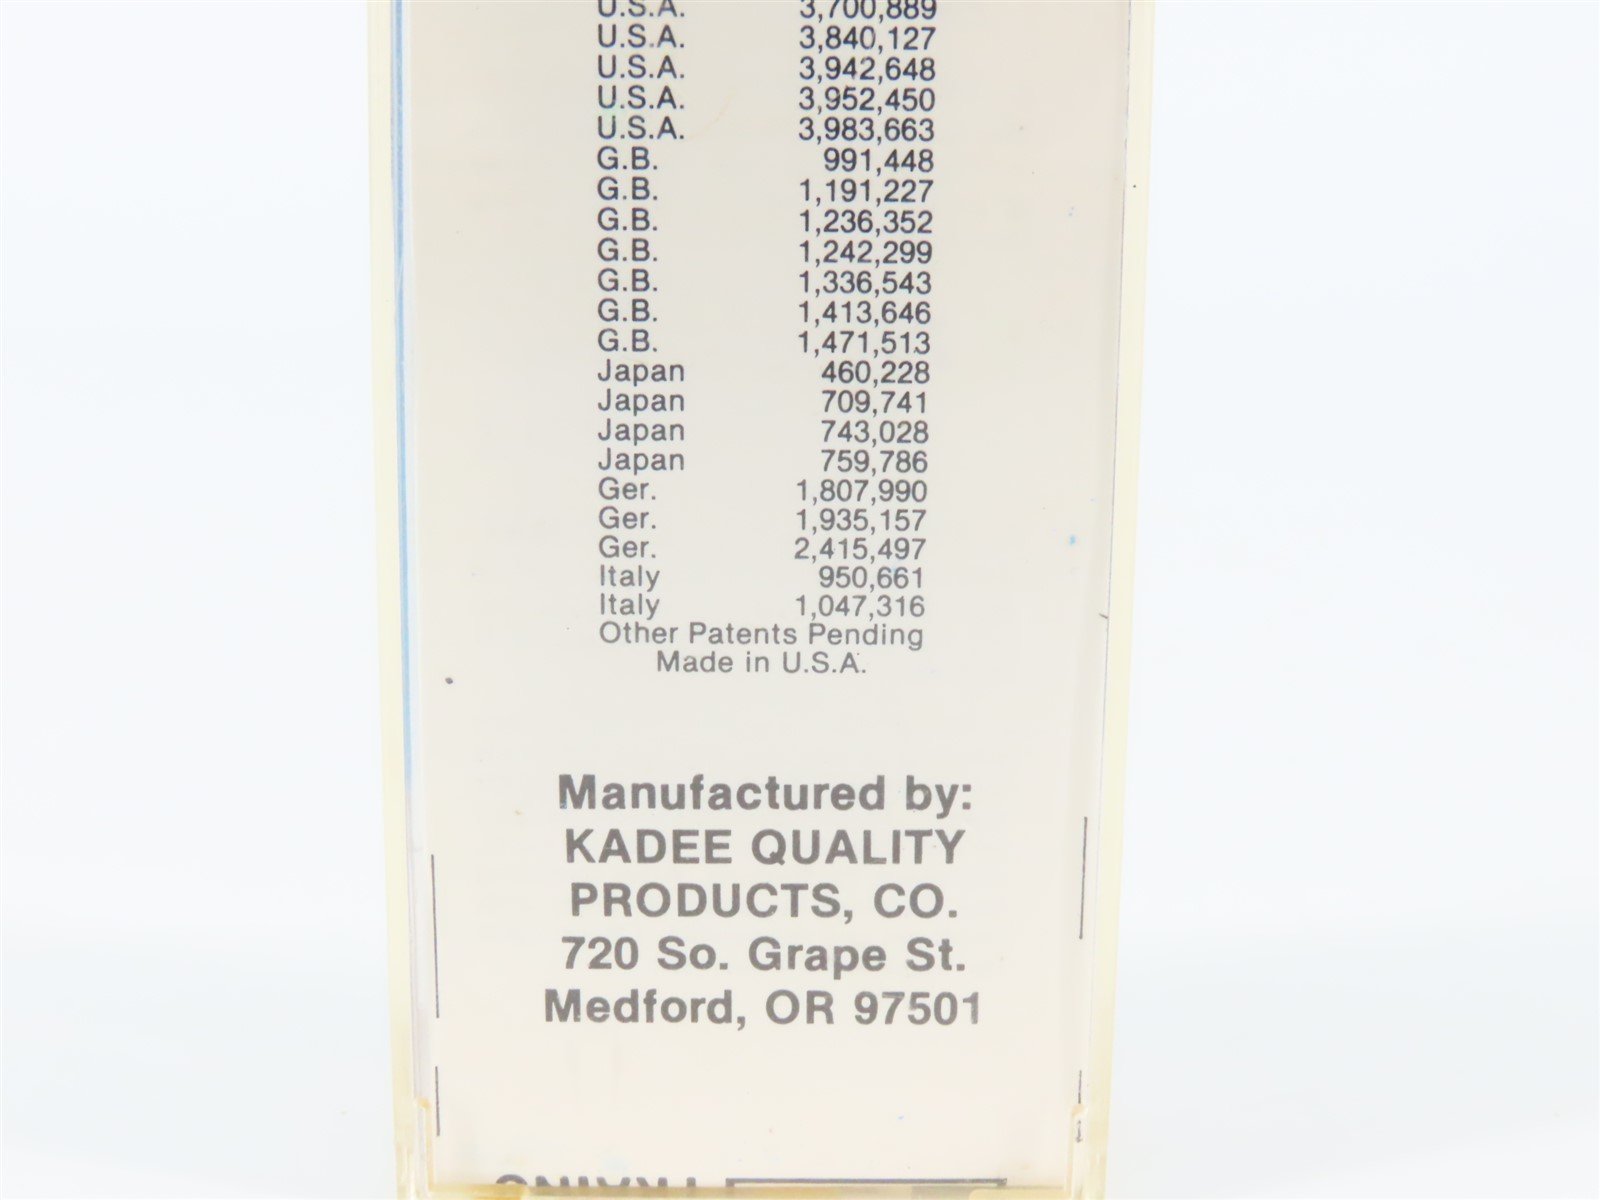 U.S.A. 3,700,889
U.S.A. 3,840,127
U.S.A. 3,942,648
U.S.A. 3,952,450
U.S.A. 3,983,663
G.B. 991,448
G.B. 1,191,227
G.B. 1,236,352
G.B. 1,242,299
G.B. 1,336,543
G.B. 1,413,646
G.B. 1,471,513
Japan 460,228
Japan 709,741
Japan 743,028
Japan 759,786
Ger. 1,807,990
Ger. 1,935,157
Ger. 2,415,497
Italy 950,661
Italy 1,047,316
Other Patents Pending
Made in U.S.A.
Manufactured by:
KADEE QUALITY
PRODUCTS, CO.
720 So. Grape St.
Medford, OR 97501